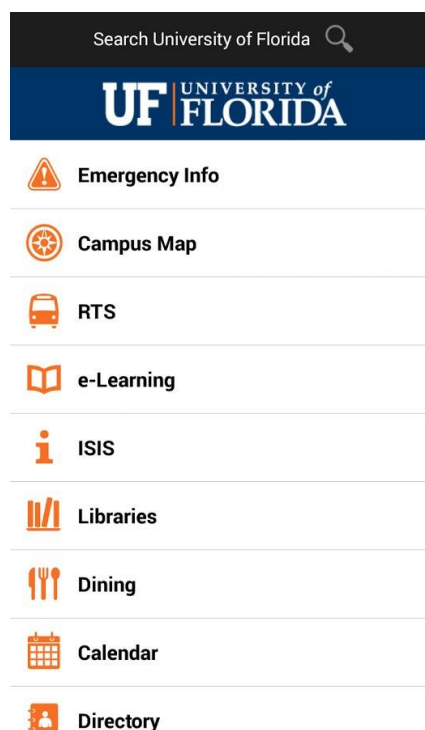 Search University of Florida
UF UNIVERSITY of
FLORIDA
Emergency Info
Campus Map
RTS
e-Learning
ISIS
Libraries
Dining
Calendar
Directory